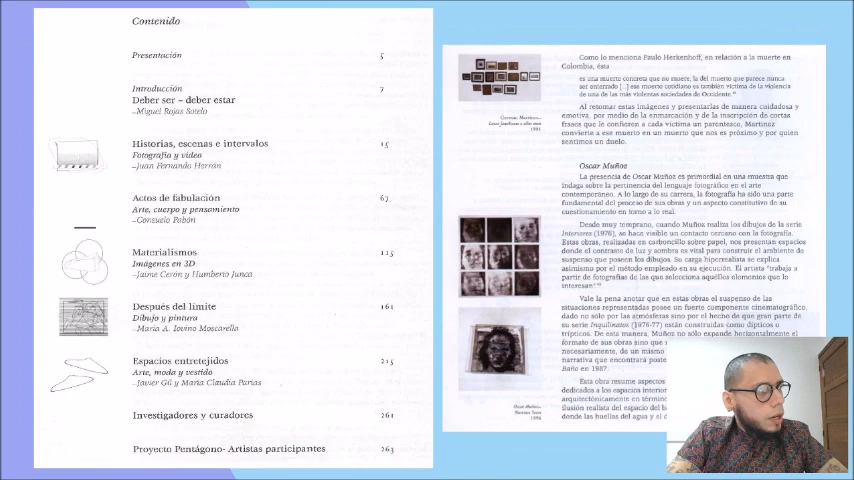 Contenido
Presentación 5
Introducción 7
Deber ser – deber estar
–Miguel Rojas Sotelo
Historias, escenas e intervalos 15
Fotografía y video
–Juan Fernando Herrán
Actos de fabulación 67
Arte, cuerpo y pensamiento
–Consuelo Pabón
Materialismos 115
Imágenes en 3D
–Jaime Cerón y Humberto Junca
Después del límite 161
Dibujo y pintura
–María A. Iovino Moscarella
Espacios entretejidos 215
Arte, moda y vestido
–Javier Gil y María Claudia Parias
Investigadores y curadores 261
Proyecto Pentágono- Artistas participantes 263
Como lo menciona Paulo Herkenhoff, en relación a la muerte en
Colombia, ésta
es una muerte concreta que no muere, la del muerto que parece nunca
ser enterrado [...] ese muerto cotidiano es también víctima de la violencia
de una de las más violentas sociedades de Occidente.
Al retomar estas imágenes y presentarlas de manera cuidadosa y
emotiva, por medio de la enmarcación y de la inscripción de cortas
frases que le confieren a cada víctima un parentesco, Martínez
convierte a ese muerto en un muerto que nos es próximo y por quien
sentimos un duelo.
Oscar Muñoz
La presencia de Oscar Muñoz es primordial en una muestra que
indaga sobre la pertinencia del lenguaje fotográfico en el arte
contemporáneo. A lo largo de su carrera, la fotografía ha sido una parte
fundamental del proceso de sus obras y un aspecto constitutivo de su
cuestionamiento en torno a lo real.
Desde muy temprano, cuando Muñoz realiza los dibujos de la serie
Interiores (1976), se hace visible un contacto cercano con la fotografía.
Estas obras, realizadas en carboncillo sobre papel, nos presentan espacios
donde el contraste de luz y sombra es vital para construir el ambiente de
suspenso que poseen los dibujos. Su carga hiperrealista se explica
asimismo por el método empleado en su ejecución. El artista "trabaja a
partir de fotografías de las que selecciona aquéllos elementos que le
interesan".
Vale la pena anotar que en estas obras el suspenso de las
situaciones representadas posee un fuerte componente cinematográfico,
dado no sólo por las atmósferas sino por el hecho de que gran parte de
su serie Inquilinatos (1976-77) están construidas como dípticos o
trípticos. De esta manera, Muñoz no sólo expande horizontalmente el
formato de sus obras sino que
necesariamente, de un mismo
narrativa que encontrará poste
Baño en 1987.
Esta obra resume aspectos
dedicados a los espacios interior
arquitectónicamente en término
ilusión realista del espacio del b
donde las huellas del agua y el c
Oscar Muñoz–